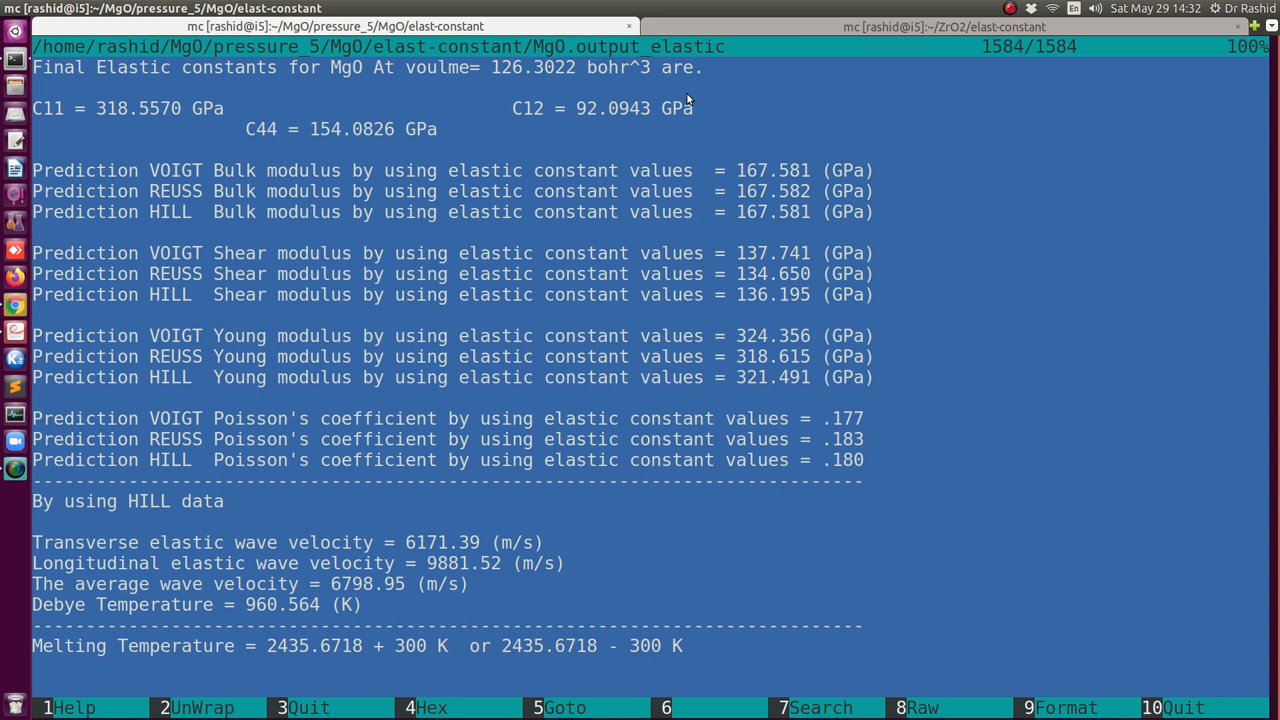 mc [rashid@i5]:~/MgO/pressure_5/MgO/elast-constant
En
Sat May 29 14:32
Dr Rashid
mc [rashid@i5]:~/MgO/pressure_5/MgO/elast-constant ×
mc [rashid@i5]:~/ZrO2/elast-constant ×
/home/rashid/MgO/pressure_5/MgO/elast-constant/MgO.output_elastic 1584/1584 100%
Final Elastic constants for MgO At voulme= 126.3022 bohr^3 are.
C11 = 318.5570 GPa C12 = 92.0943 GPa
C44 = 154.0826 GPa
Prediction VOIGT Bulk modulus by using elastic constant values = 167.581 (GPa)
Prediction REUSS Bulk modulus by using elastic constant values = 167.582 (GPa)
Prediction HILL Bulk modulus by using elastic constant values = 167.581 (GPa)
Prediction VOIGT Shear modulus by using elastic constant values = 137.741 (GPa)
Prediction REUSS Shear modulus by using elastic constant values = 134.650 (GPa)
Prediction HILL Shear modulus by using elastic constant values = 136.195 (GPa)
Prediction VOIGT Young modulus by using elastic constant values = 324.356 (GPa)
Prediction REUSS Young modulus by using elastic constant values = 318.615 (GPa)
Prediction HILL Young modulus by using elastic constant values = 321.491 (GPa)
Prediction VOIGT Poisson's coefficient by using elastic constant values = .177
Prediction REUSS Poisson's coefficient by using elastic constant values = .183
Prediction HILL Poisson's coefficient by using elastic constant values = .180
------------------------------------------------------------------------------
By using HILL data
Transverse elastic wave velocity = 6171.39 (m/s)
Longitudinal elastic wave velocity = 9881.52 (m/s)
The average wave velocity = 6798.95 (m/s)
Debye Temperature = 960.564 (K)
------------------------------------------------------------------------------
Melting Temperature = 2435.6718 + 300 K or 2435.6718 - 300 K
1Help 2UnWrap 3Quit 4Hex 5Goto 6 7Search 8Raw 9Format 10Quit